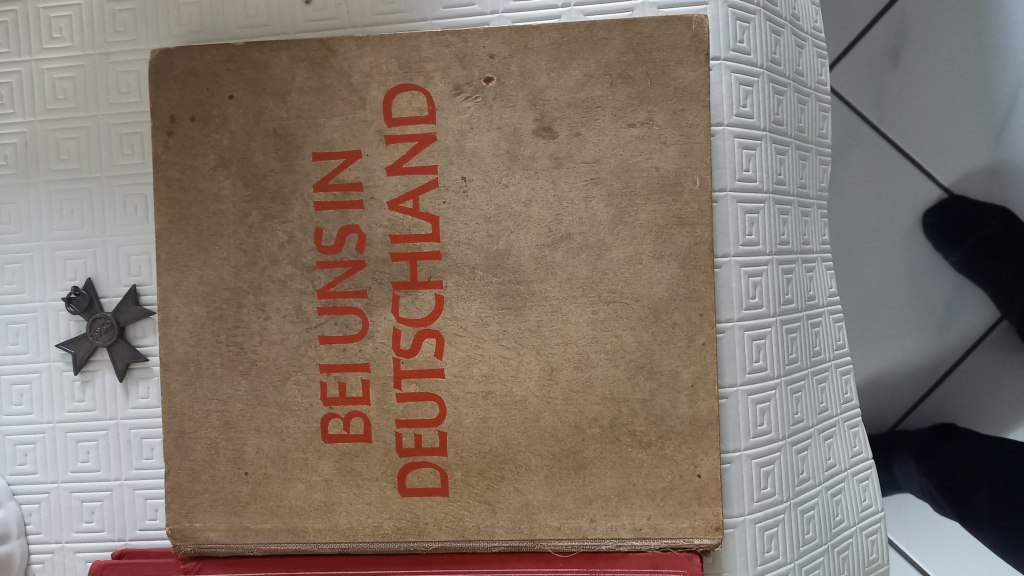 BEI UNS IN
DEUTSCHLAND